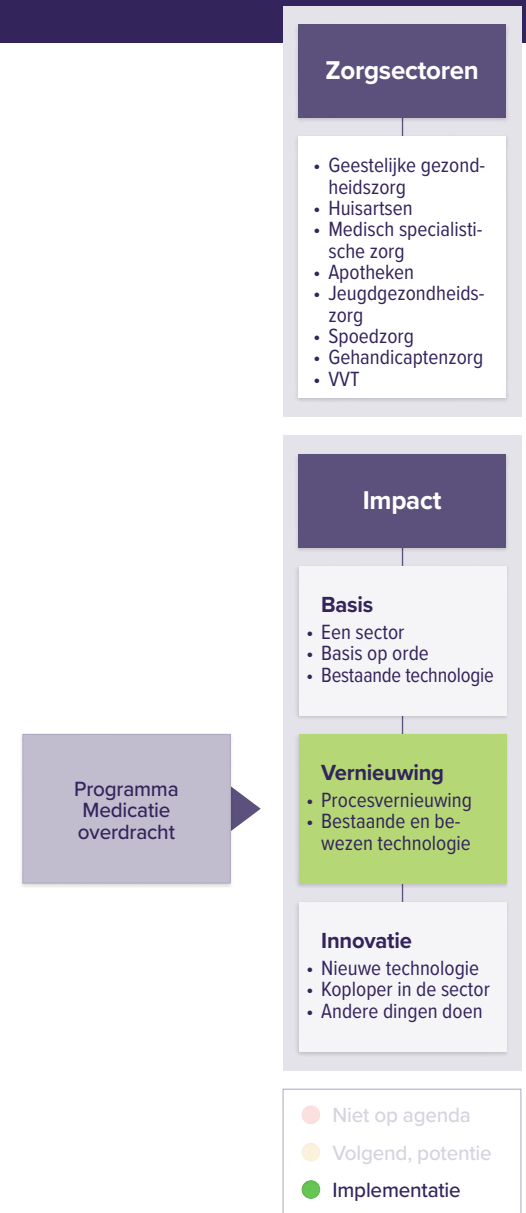 Zorgsectoren
• Geestelijke gezond-
heidszorg
• Huisartsen
• Medisch specialisti-
sche zorg
• Apotheken
• Jeugdgezondheids-
zorg
• Spoedzorg
• Gehandicaptenzorg
• VVT
Impact
Basis
• Een sector
• Basis op orde
• Bestaande technologie
Programma
Medicatie
overdracht
Vernieuwing
• Procesvernieuwing
• Bestaande en be-
wezen technologie
Innovatie
• Nieuwe technologie
• Koploper in de sector
• Andere dingen doen
Niet op agenda
Volgend, potentie
Implementatie